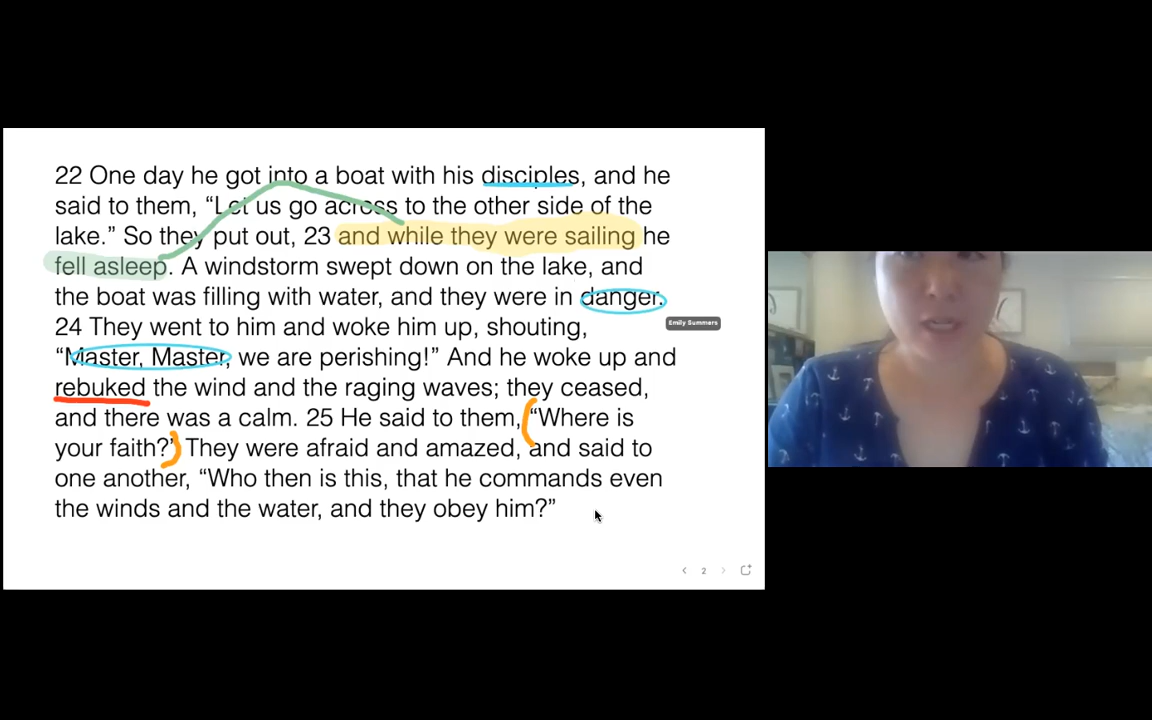 22 One day he got into a boat with his disciples, and he
said to them, “Let us go across to the other side of the
lake.” So they put out, 23 and while they were sailing he
fell asleep. A windstorm swept down on the lake, and
the boat was filling with water, and they were in danger.
24 They went to him and woke him up, shouting,
Emily Summers
“Master, Master, we are perishing!” And he woke up and
rebuked the wind and the raging waves; they ceased,
and there was a calm. 25 He said to them, “Where is
your faith?” They were afraid and amazed, and said to
one another, “Who then is this, that he commands even
the winds and the water, and they obey him?”
2